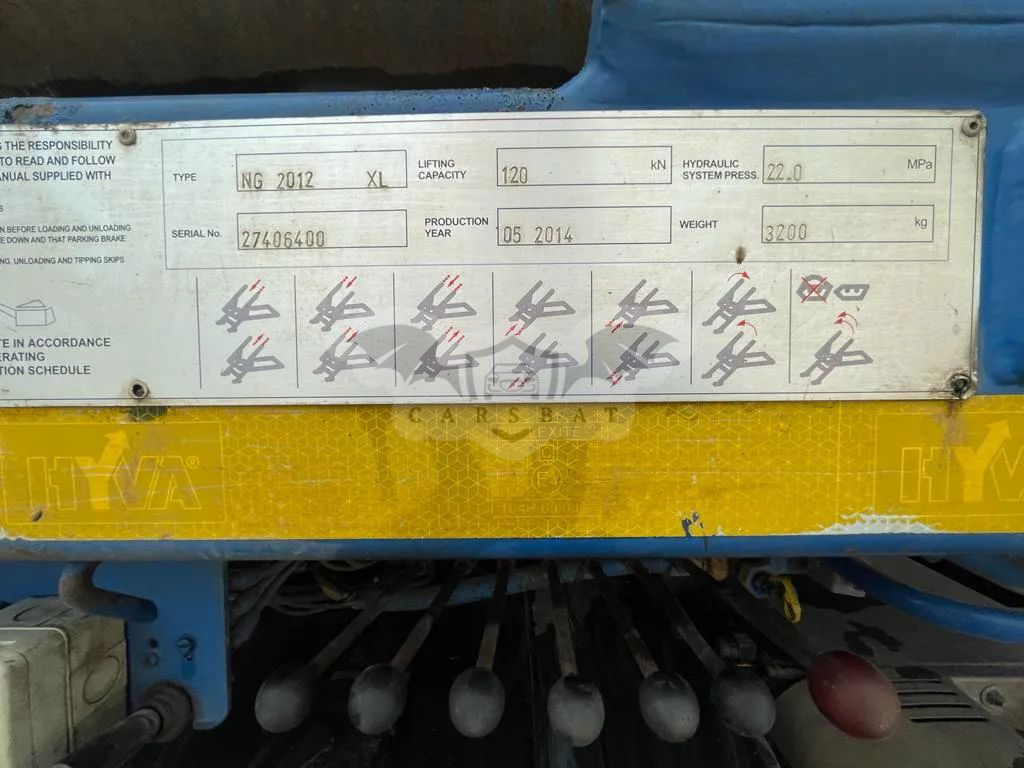 G THE RESPONSIBILITY
TO READ AND FOLLOW
ANUAL SUPPLIED WITH
N BEFORE LOADING AND UNLOADING
E DOWN AND THAT PARKING BRAKE
NG, UNLOADING AND TIPPING SKIPS
TE IN ACCORDANCE
ERATING
TION SCHEDULE
TYPE NG 2012 XL
LIFTING CAPACITY 120 kN
HYDRAULIC SYSTEM PRESS. 22.0 MPa
SERIAL No. 27406400
PRODUCTION YEAR 05 2014
WEIGHT 3200 kg
CARSBAT
HYVA®
HYVA